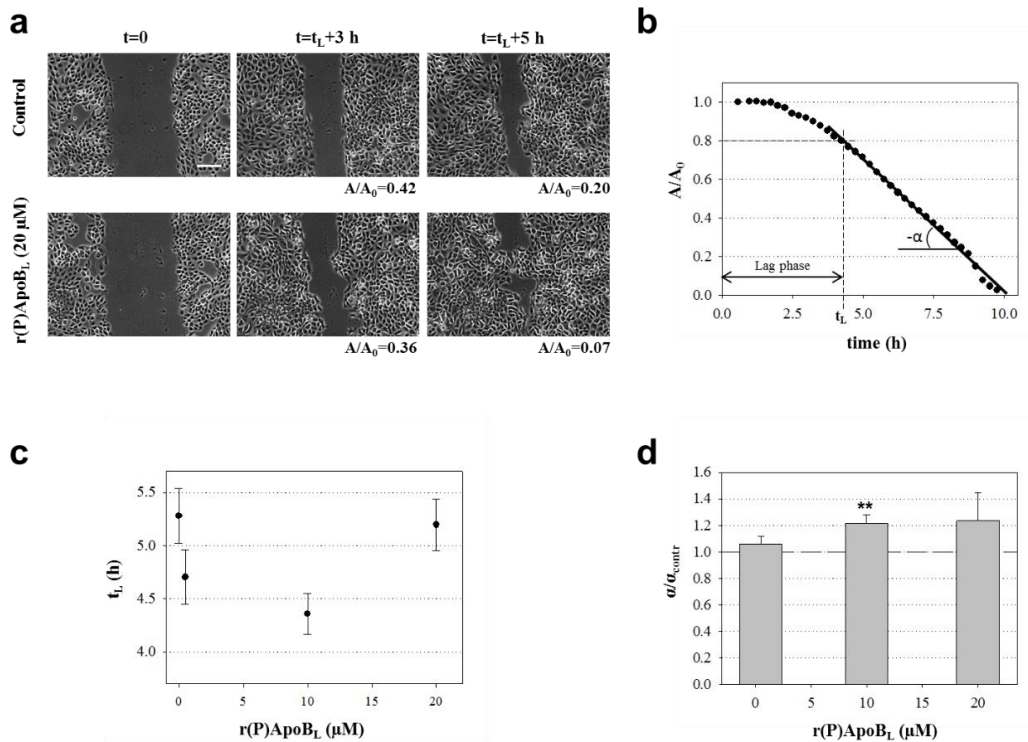 a
t=0 t=tL+3 h t=tL+5 h
Control
A/A0=0.42 A/A0=0.20
r(P)ApoBL (20 μM)
A/A0=0.36 A/A0=0.07
b
A/A0
1.0
0.8
0.6
0.4
0.2
0.0
-α
Lag phase
0 2.5 tL 5.0 7.5 10.0
time (h)
c
tL (h)
5.5
5.0
4.5
4.0
0 5 10 15 20
r(P)ApoBL (μM)
d
α/αcontr
1.6
1.4
1.2
1.0
0.8
0.6
0.4
0.2
0.0
**
0 5 10 15 20
r(P)ApoBL (μM)